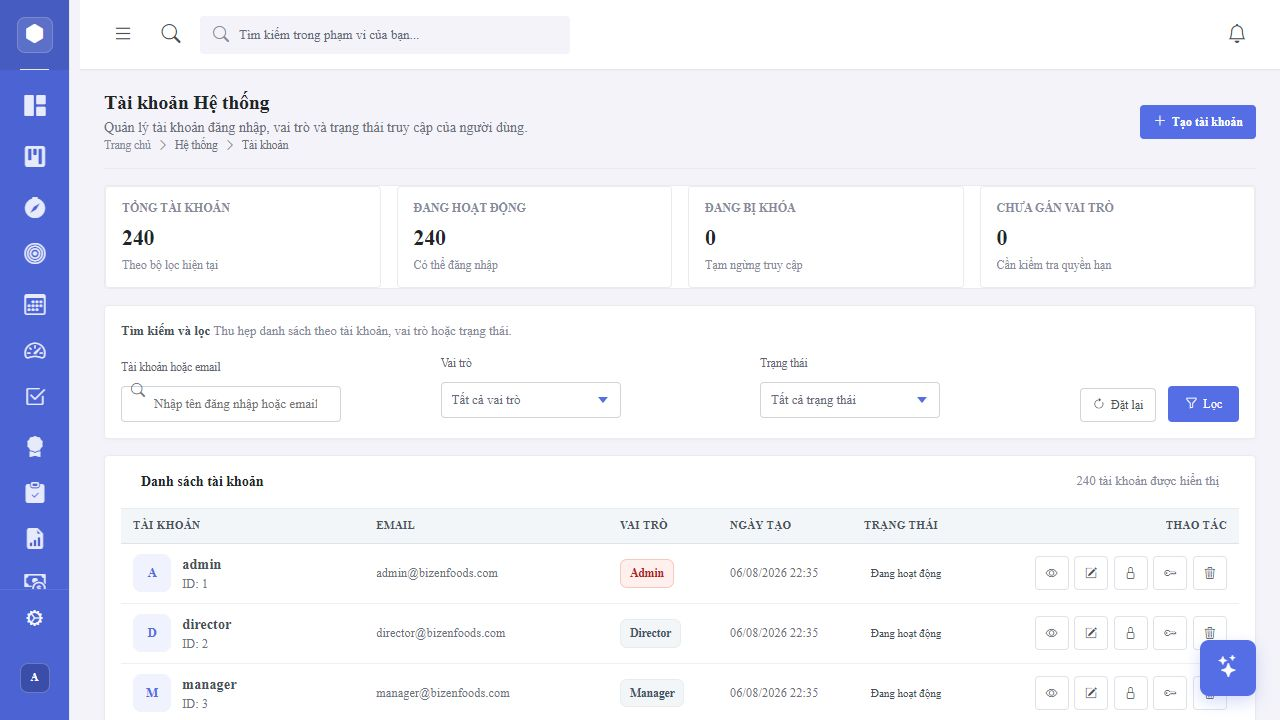 Tìm kiếm trong phạm vi của bạn...
Tài khoản Hệ thống
Quản lý tài khoản đăng nhập, vai trò và trạng thái truy cập của người dùng.
Trang chủ > Hệ thống > Tài khoản
+ Tạo tài khoản
TỔNG TÀI KHOẢN
240
Theo bộ lọc hiện tại
ĐANG HOẠT ĐỘNG
240
Có thể đăng nhập
ĐANG BỊ KHÓA
0
Tạm ngừng truy cập
CHƯA GÁN VAI TRÒ
0
Cần kiểm tra quyền hạn
Tìm kiếm và lọc Thu hẹp danh sách theo tài khoản, vai trò hoặc trạng thái.
Tài khoản hoặc email
Nhập tên đăng nhập hoặc email
Vai trò
Tất cả vai trò
Trạng thái
Tất cả trạng thái
Đặt lại
Lọc
Danh sách tài khoản
240 tài khoản được hiển thị
TÀI KHOẢN EMAIL VAI TRÒ NGÀY TẠO TRẠNG THÁI THAO TÁC
A admin admin@bizenfoods.com Admin 06/08/2026 22:35 Đang hoạt động
ID: 1
D director director@bizenfoods.com Director 06/08/2026 22:35 Đang hoạt động
ID: 2
M manager manager@bizenfoods.com Manager 06/08/2026 22:35 Đang hoạt động
ID: 3
A